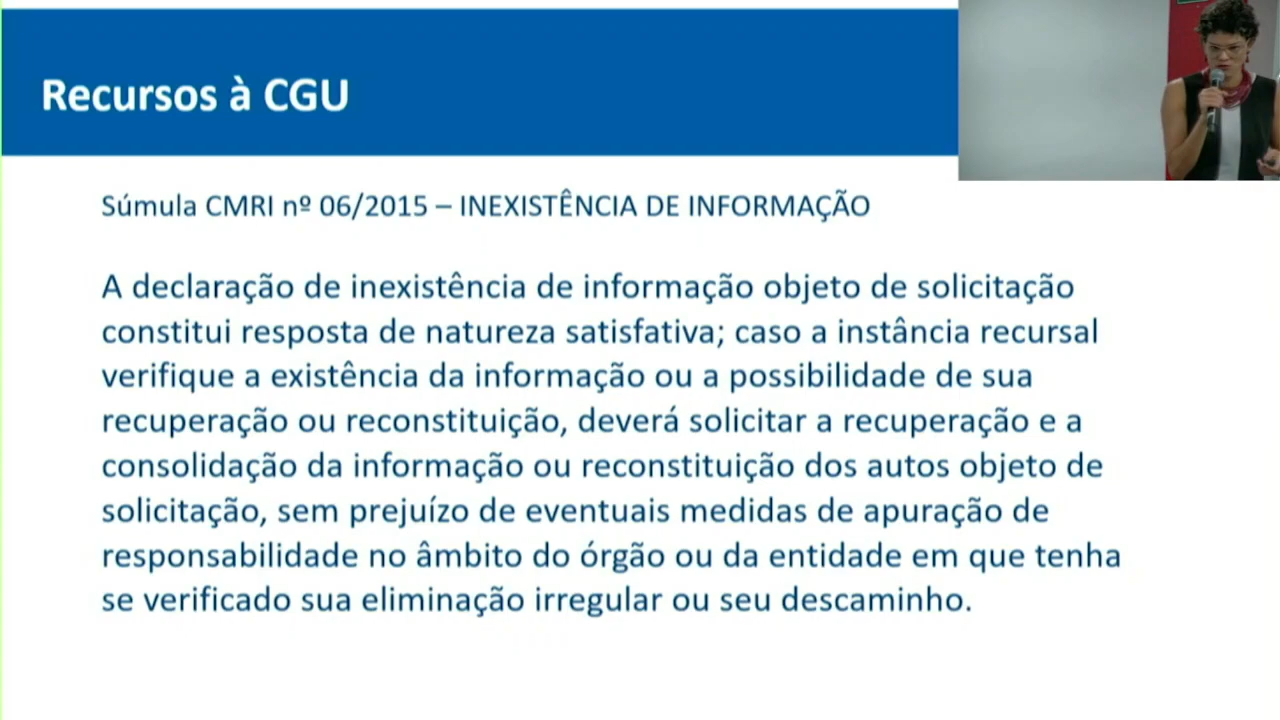 Recursos à CGU
Súmula CMRI nº 06/2015 – INEXISTÊNCIA DE INFORMAÇÃO
A declaração de inexistência de informação objeto de solicitação
constitui resposta de natureza satisfativa; caso a instância recursal
verifique a existência da informação ou a possibilidade de sua
recuperação ou reconstituição, deverá solicitar a recuperação e a
consolidação da informação ou reconstituição dos autos objeto de
solicitação, sem prejuízo de eventuais medidas de apuração de
responsabilidade no âmbito do órgão ou da entidade em que tenha
se verificado sua eliminação irregular ou seu descaminho.